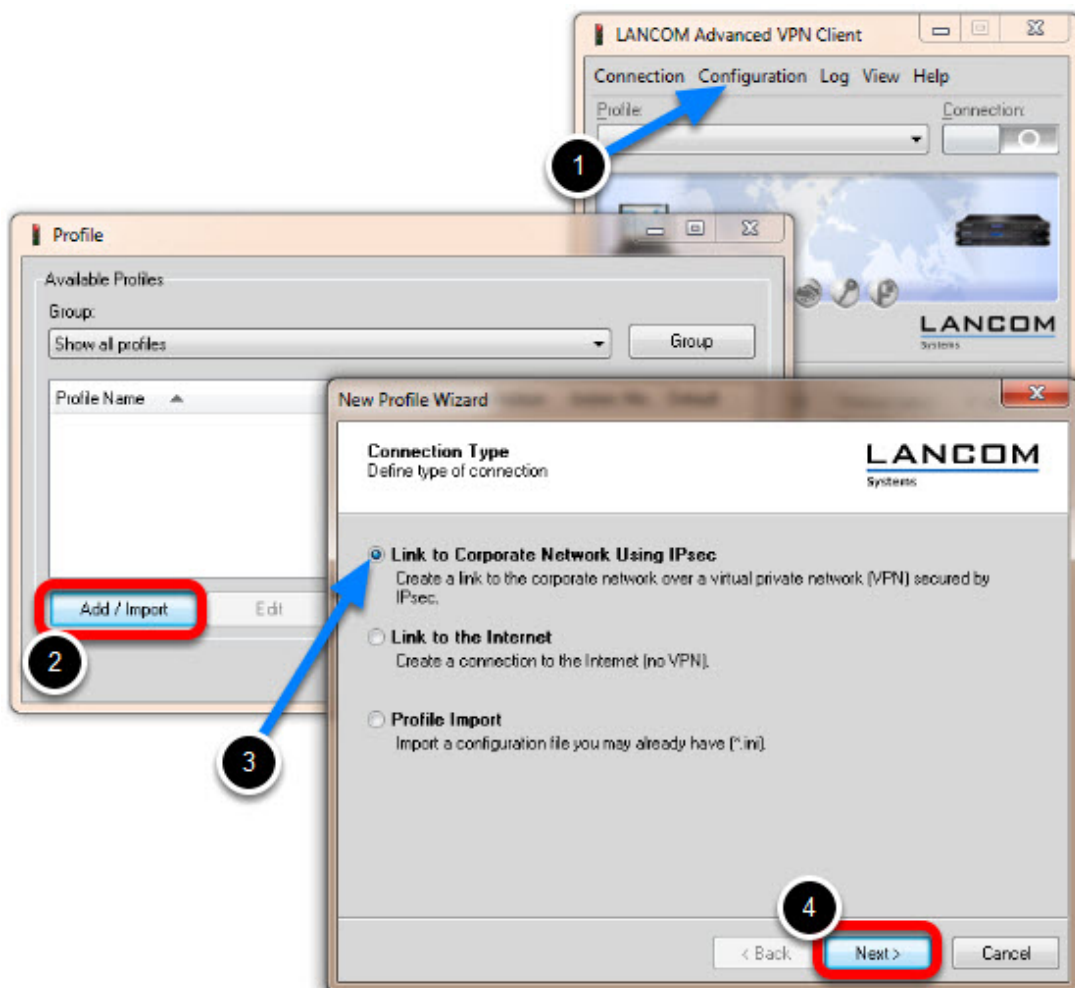 LANCOM Advanced VPN Client
Connection Configuration Log View Help
Profile: Connection:
1
LANCOM
Systems
Profile
Available Profiles
Group:
Show all profiles Group
Profile Name
Add / Import Edit
2
New Profile Wizard
Connection Type
Define type of connection
LANCOM
Systems
Link to Corporate Network Using IPsec
Create a link to the corporate network over a virtual private network (VPN) secured by
IPsec.
Link to the Internet
Create a connection to the Internet (no VPN).
Profile Import
Import a configuration file you may already have (*.ini).
3
4
< Back Next > Cancel